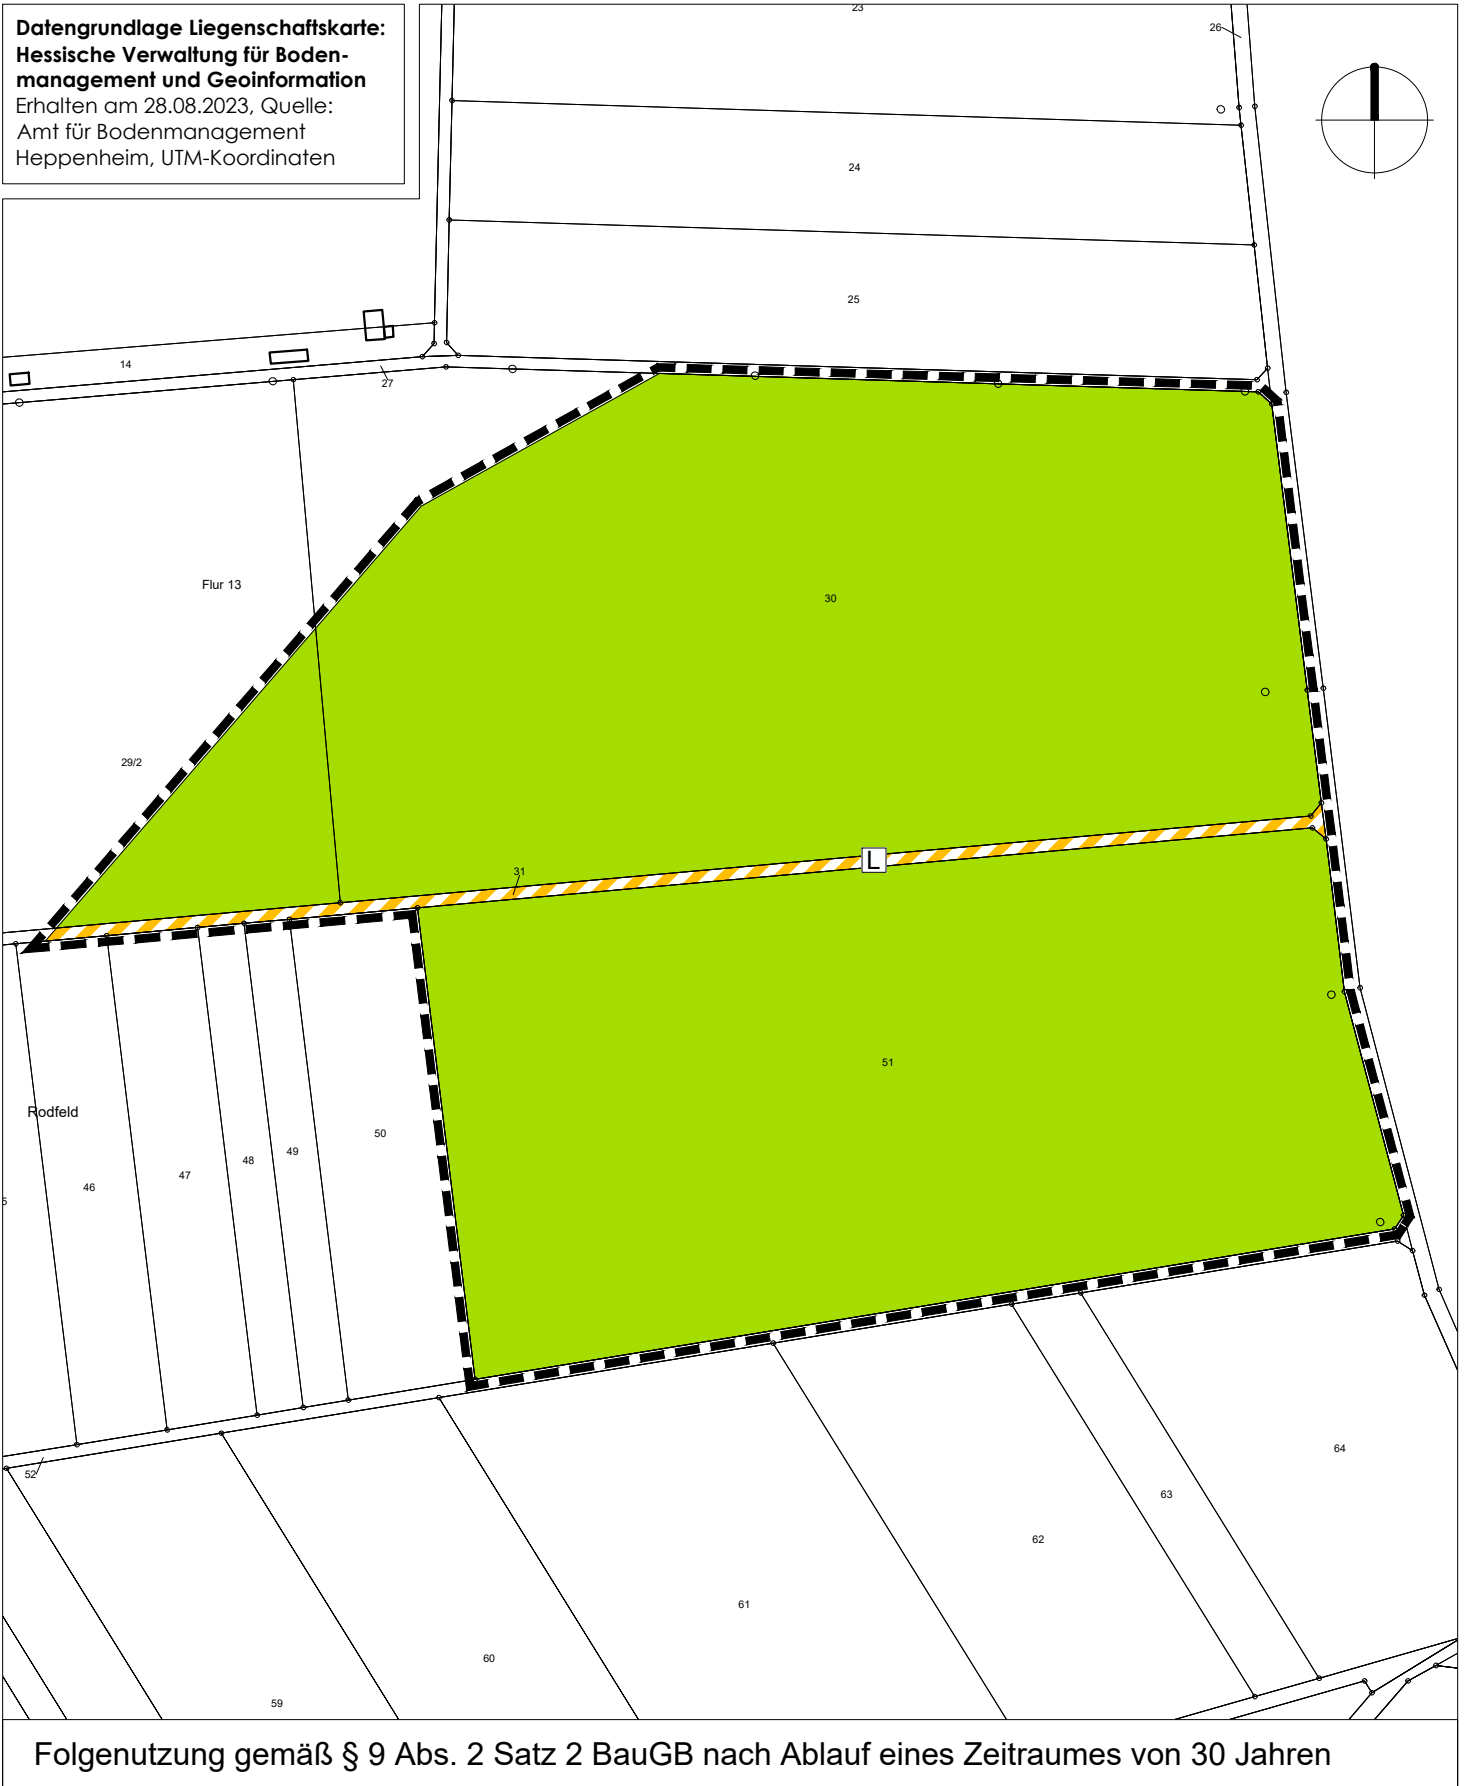 Datengrundlage Liegenschaftskarte:
Hessische Verwaltung für Boden-
management und Geoinformation
Erhalten am 28.08.2023, Quelle:
Amt für Bodenmanagement
Heppenheim, UTM-Koordinaten
23
26
24
25
14
27
Flur 13
30
29/2
31
L
51
Rodfeld
50
49
48
47
46
5
52
64
63
62
61
60
59
Folgenutzung gemäß § 9 Abs. 2 Satz 2 BauGB nach Ablauf eines Zeitraumes von 30 Jahren